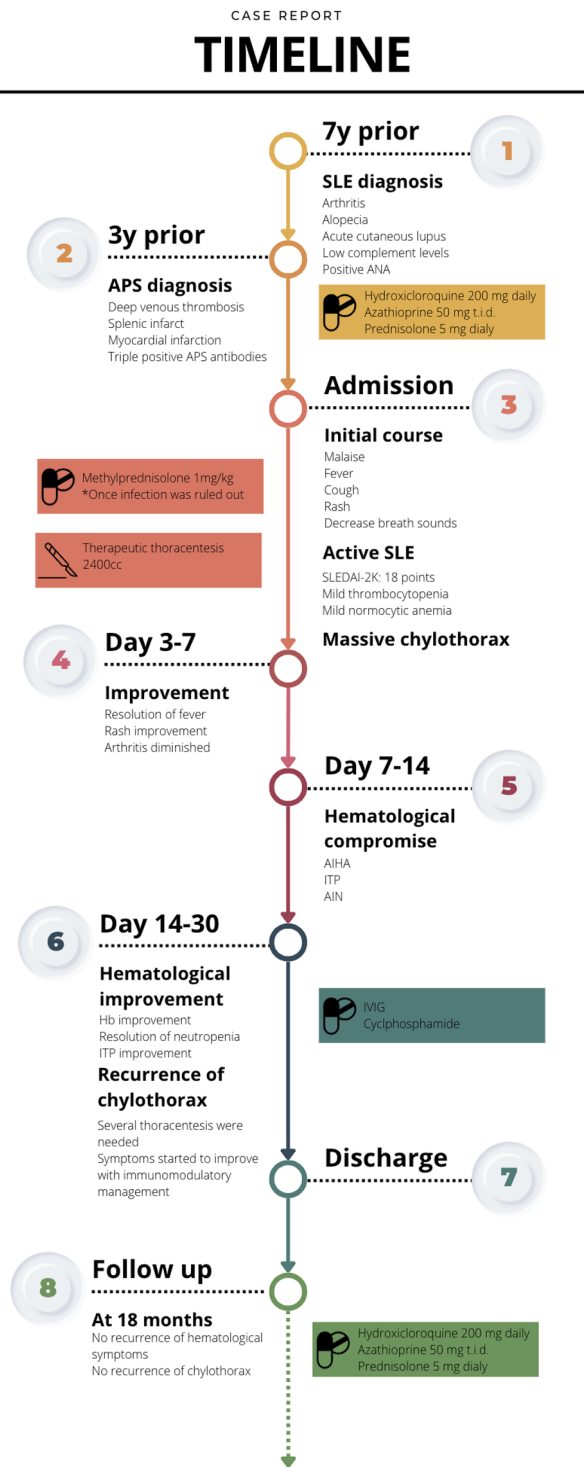 CASE REPORT
TIMELINE
7y prior
1
SLE diagnosis
Arthritis
Alopecia
Acute cutaneous lupus
Low complement levels
Positive ANA
Hydroxicloroquine 200 mg daily
Azathioprine 50 mg t.i.d.
Prednisolone 5 mg dialy
2
3y prior
APS diagnosis
Deep venous thrombosis
Splenic infarct
Myocardial infarction
Triple positive APS antibodies
Admission
3
Initial course
Malaise
Fever
Cough
Rash
Decrease breath sounds
Active SLE
SLEDAI-2K: 18 points
Mild thrombocytopenia
Mild normocytic anemia
Massive chylothorax
Methylprednisolone 1mg/kg
*Once infection was ruled out
Therapeutic thoracentesis
2400cc
4
Day 3-7
Improvement
Resolution of fever
Rash improvement
Arthritis diminished
Day 7-14
5
Hematological
compromise
AIHA
ITP
AIN
6
Day 14-30
Hematological
improvement
Hb improvement
Resolution of neutropenia
ITP improvement
Recurrence of
chylothorax
Several thoracentesis were
needed
Symptoms started to improve
with immunomodulatory
management
IVIG
Cyclphosphamide
Discharge
7
8
Follow up
At 18 months
No recurrence of hematological
symptoms
No recurrence of chylothorax
Hydroxicloroquine 200 mg daily
Azathioprine 50 mg t.i.d.
Prednisolone 5 mg dialy